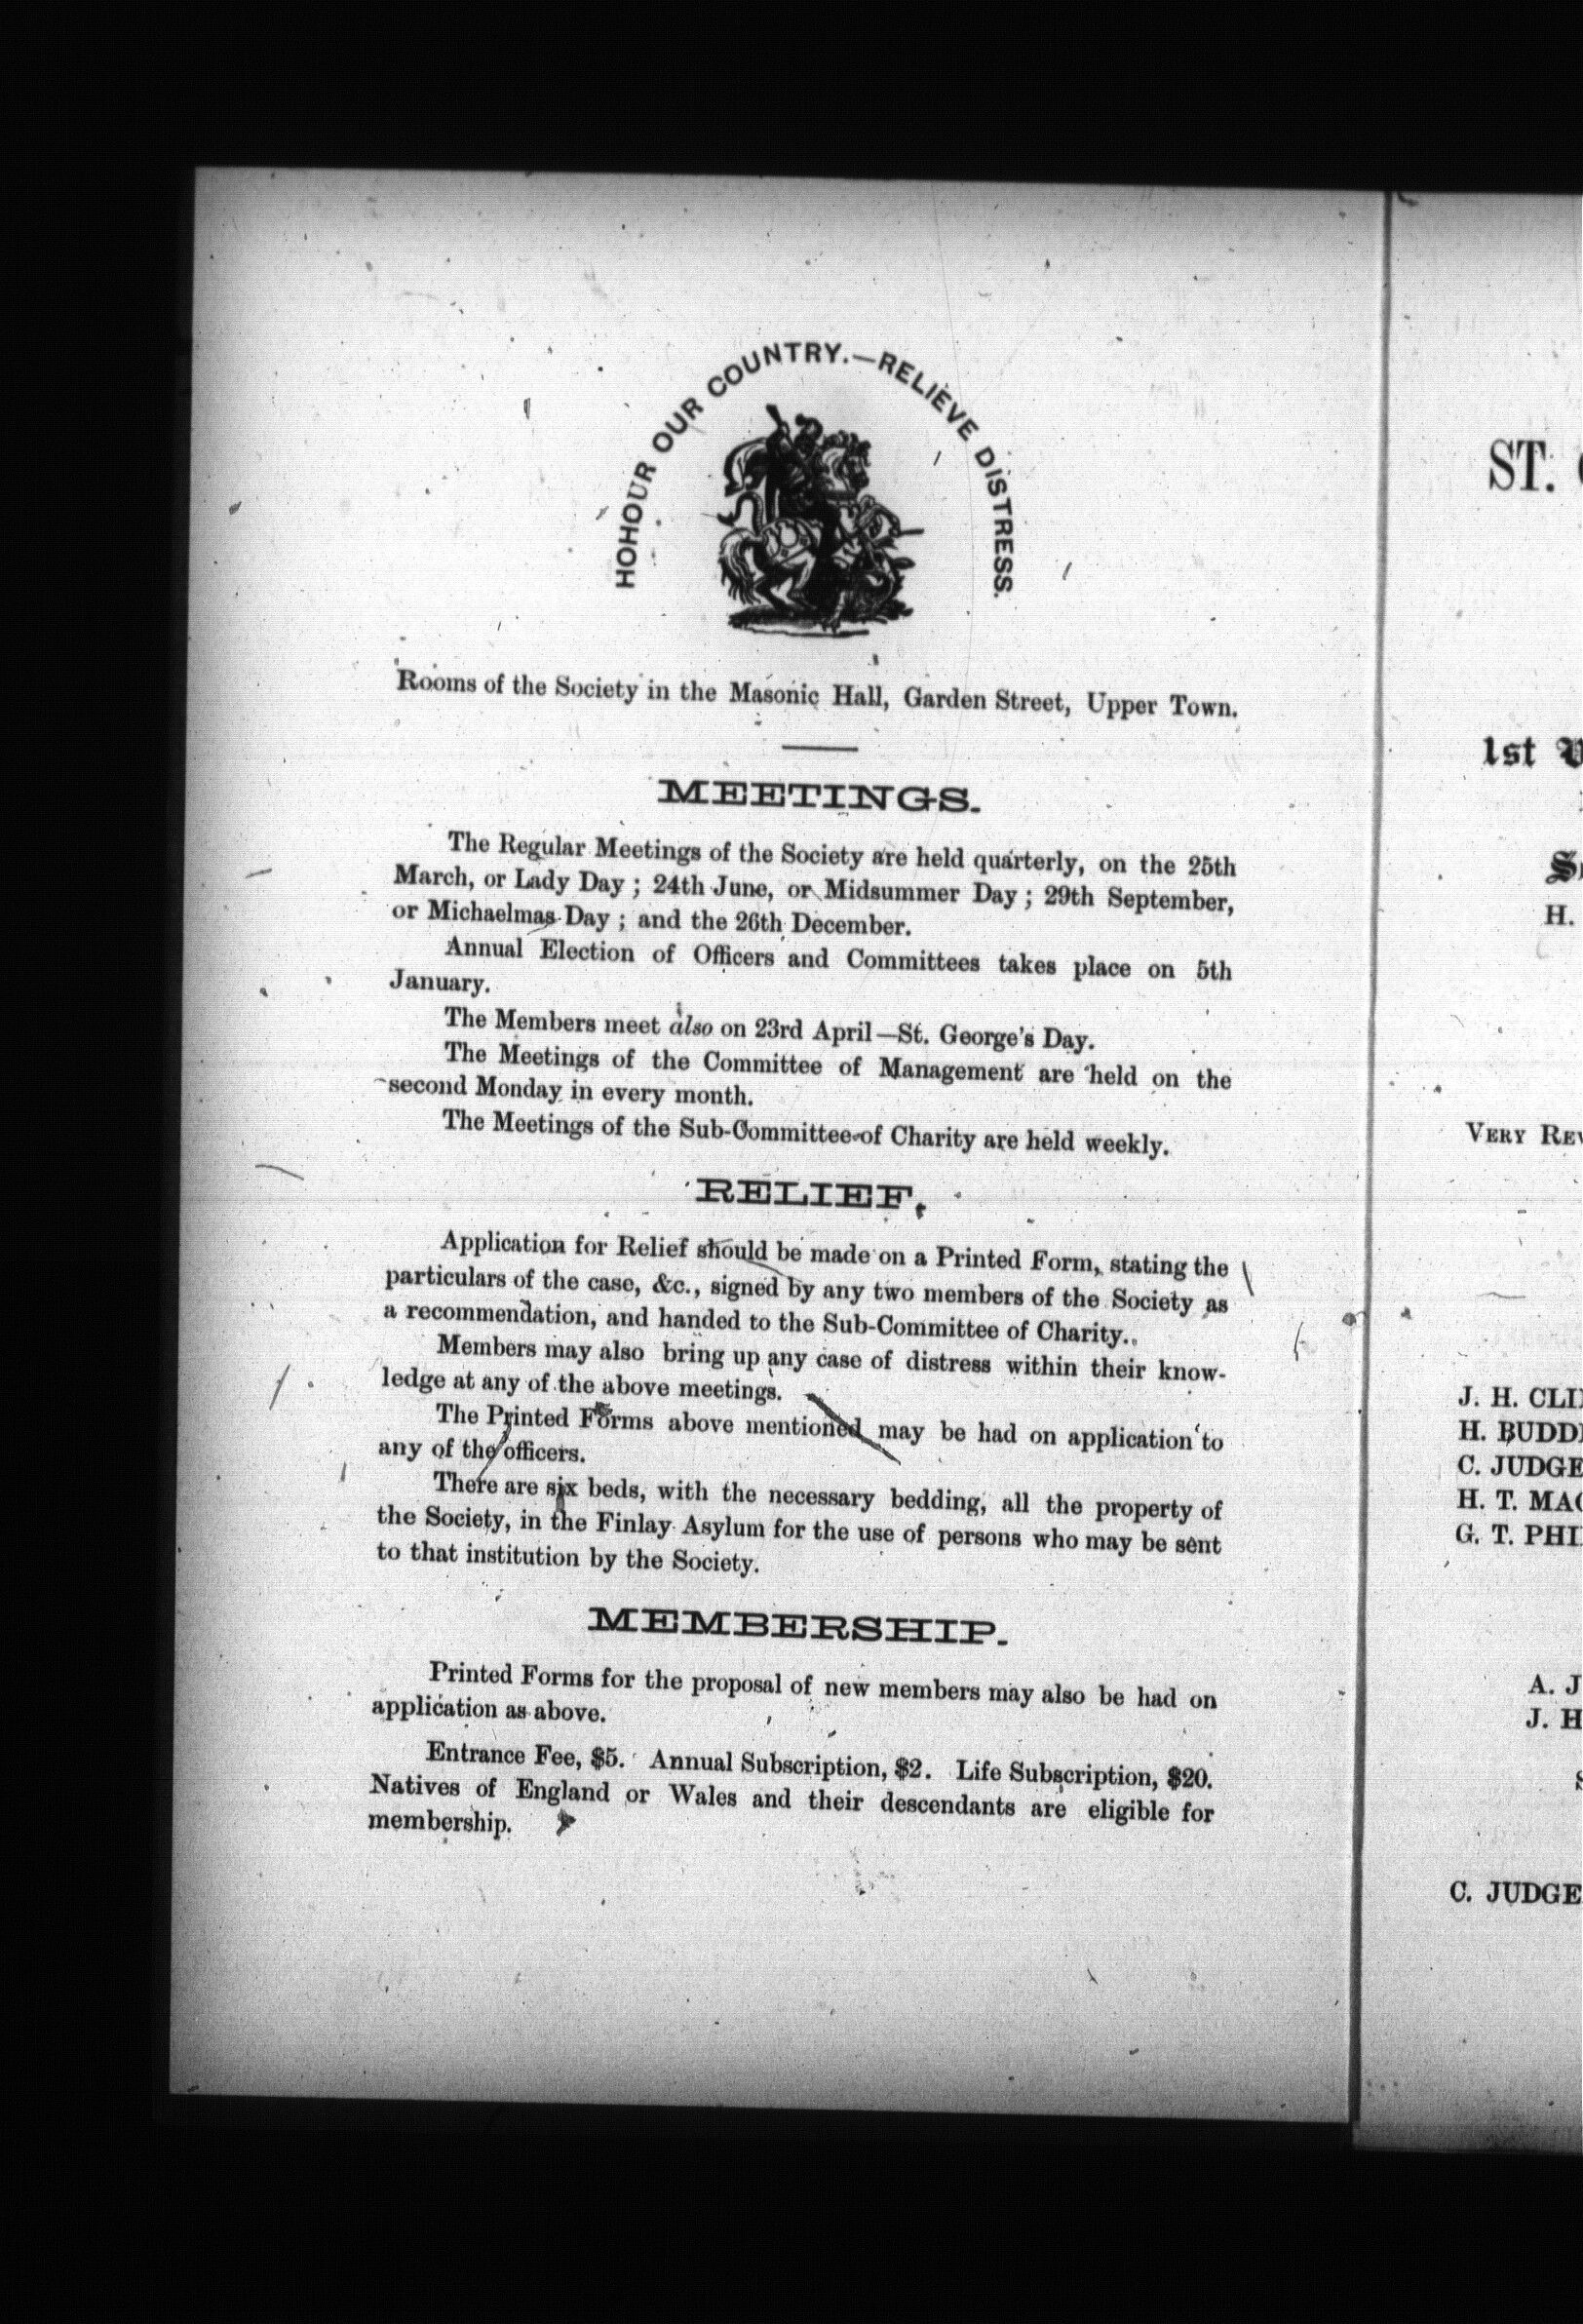 HOHOUR OUR COUNTRY.—RELIEVE DISTRESS.
Rooms of the Society in the Masonic Hall, Garden Street, Upper Town.
MEETINGS.
The Regular Meetings of the Society are held quarterly, on the 25th
March, or Lady Day ; 24th June, or Midsummer Day ; 29th September,
or Michaelmas Day ; and the 26th December.
Annual Election of Officers and Committees takes place on 5th
January.
The Members meet also on 23rd April—St. George's Day.
The Meetings of the Committee of Management are held on the
second Monday in every month.
The Meetings of the Sub-Committee of Charity are held weekly.
RELIEF.
Application for Relief should be made on a Printed Form, stating the
particulars of the case, &c., signed by any two members of the Society as
a recommendation, and handed to the Sub-Committee of Charity.
Members may also bring up any case of distress within their know-
ledge at any of the above meetings.
The Printed Forms above mentioned may be had on application to
any of the officers.
There are six beds, with the necessary bedding, all the property of
the Society, in the Finlay Asylum for the use of persons who may be sent
to that institution by the Society.
MEMBERSHIP.
Printed Forms for the proposal of new members may also be had on
application as above.
Entrance Fee, $5. Annual Subscription, $2. Life Subscription, $20.
Natives of England or Wales and their descendants are eligible for
membership.
ST.
1st
H.
VERY REV
J. H. CLI
H. BUDD
C. JUDGE
H. T. MAC
G. T. PHI
A. J
J. H
C. JUDGE